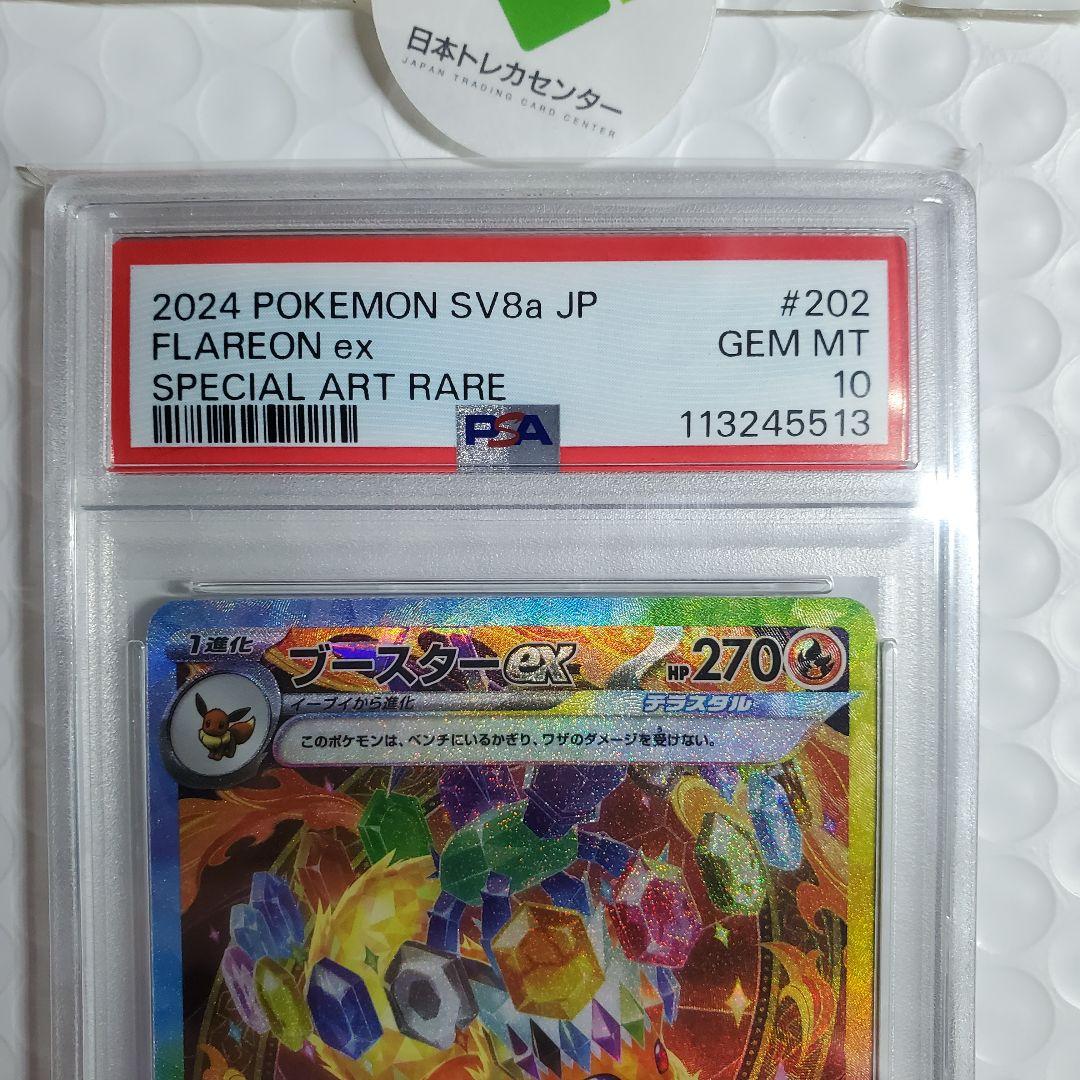 日本トレカセンター
JAPAN TRADING CARD CENTER
2024 POKEMON SV8a JP #202
FLAREON ex GEM MT
SPECIAL ART RARE 10
PSA 113245513
1進化 ブースターex HP 270
イーブイから進化 テラスタル
このポケモンは、ベンチにいるかぎり、ワザのダメージを受けない。